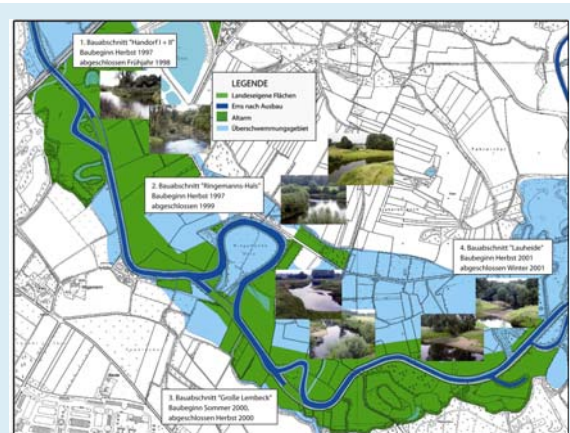 1. Bauabschnitt "Handorf I + II"
Baubeginn Herbst 1997
abgeschlossen Frühjahr 1998
LEGENDE
Landeseigene Flächen
Ems nach Ausbau
Altarm
Überschwemmungsgebiet
2. Bauabschnitt "Ringemanns Hals"
Baubeginn Herbst 1997
abgeschlossen 1999
4. Bauabschnitt "Lauheide"
Baubeginn Herbst 2001
abgeschlossen Winter 2001
3. Bauabschnitt "Große Lembeck"
Baubeginn Sommer 2000,
abgeschlossen Herbst 2000